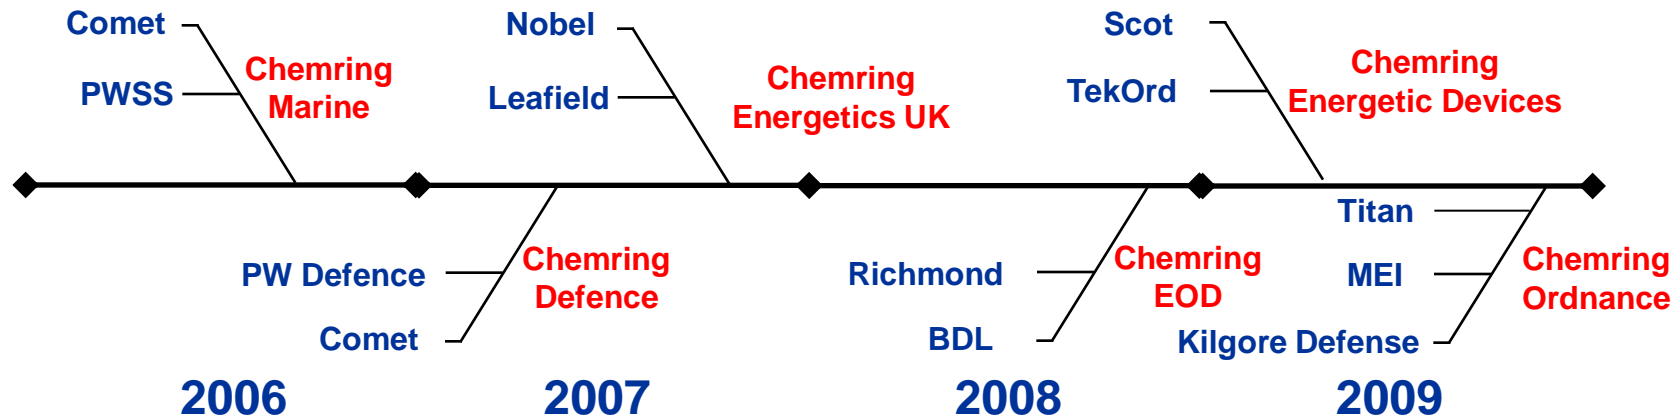 Comet
PWSS
Chemring
Marine
Nobel
Leafield
Chemring
Energetics UK
Scot
TekOrd
Chemring
Energetic Devices
PW Defence
Comet
Chemring
Defence
Richmond
BDL
Chemring
EOD
Titan
MEI
Kilgore Defense
Chemring
Ordnance
2006
2007
2008
2009